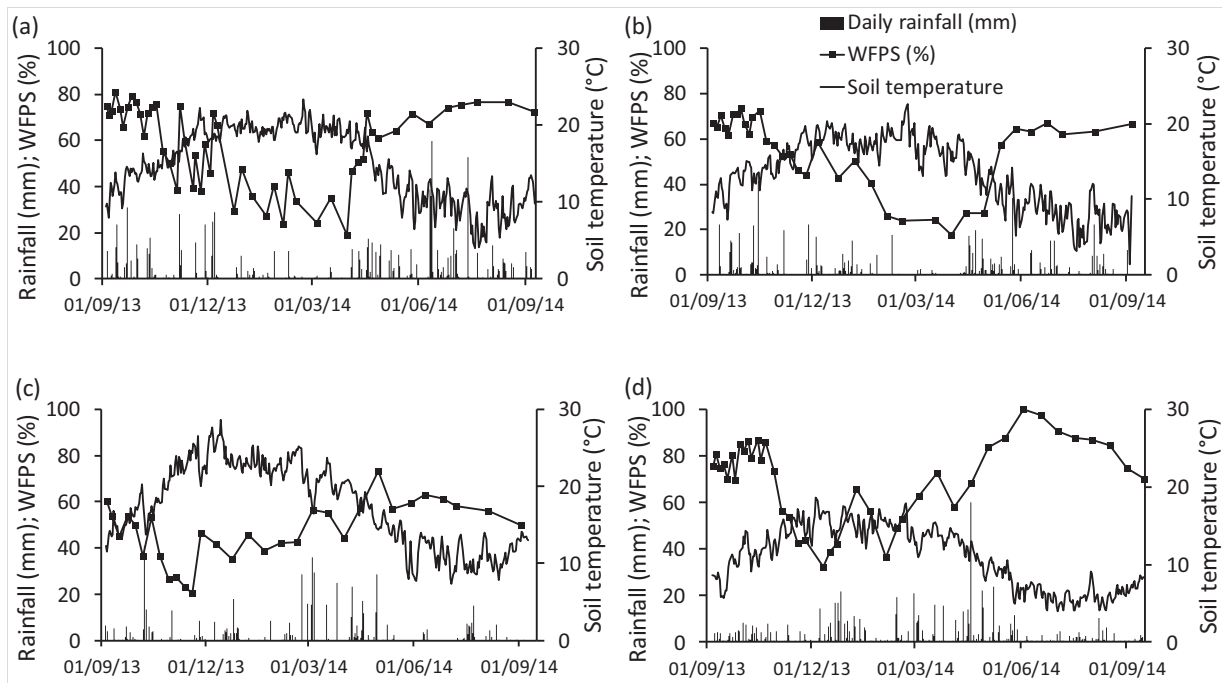 (a)
Rainfall (mm); WFPS (%)
100
80
60
40
20
0
30
20
10
0
Soil temperature (°C)
01/09/13 01/12/13 01/03/14 01/06/14 01/09/14
(b)
Daily rainfall (mm)
WFPS (%)
Soil temperature
Rainfall (mm); WFPS (%)
100
80
60
40
20
0
30
20
10
0
Soil temperature (°C)
01/09/13 01/12/13 01/03/14 01/06/14 01/09/14
(c)
Rainfall (mm); WFPS (%)
100
80
60
40
20
0
30
20
10
0
Soil temperature (°C)
01/09/13 01/12/13 01/03/14 01/06/14 01/09/14
(d)
Rainfall (mm); WFPS (%)
100
80
60
40
20
0
30
20
10
0
Soil temperature (°C)
01/09/13 01/12/13 01/03/14 01/06/14 01/09/14